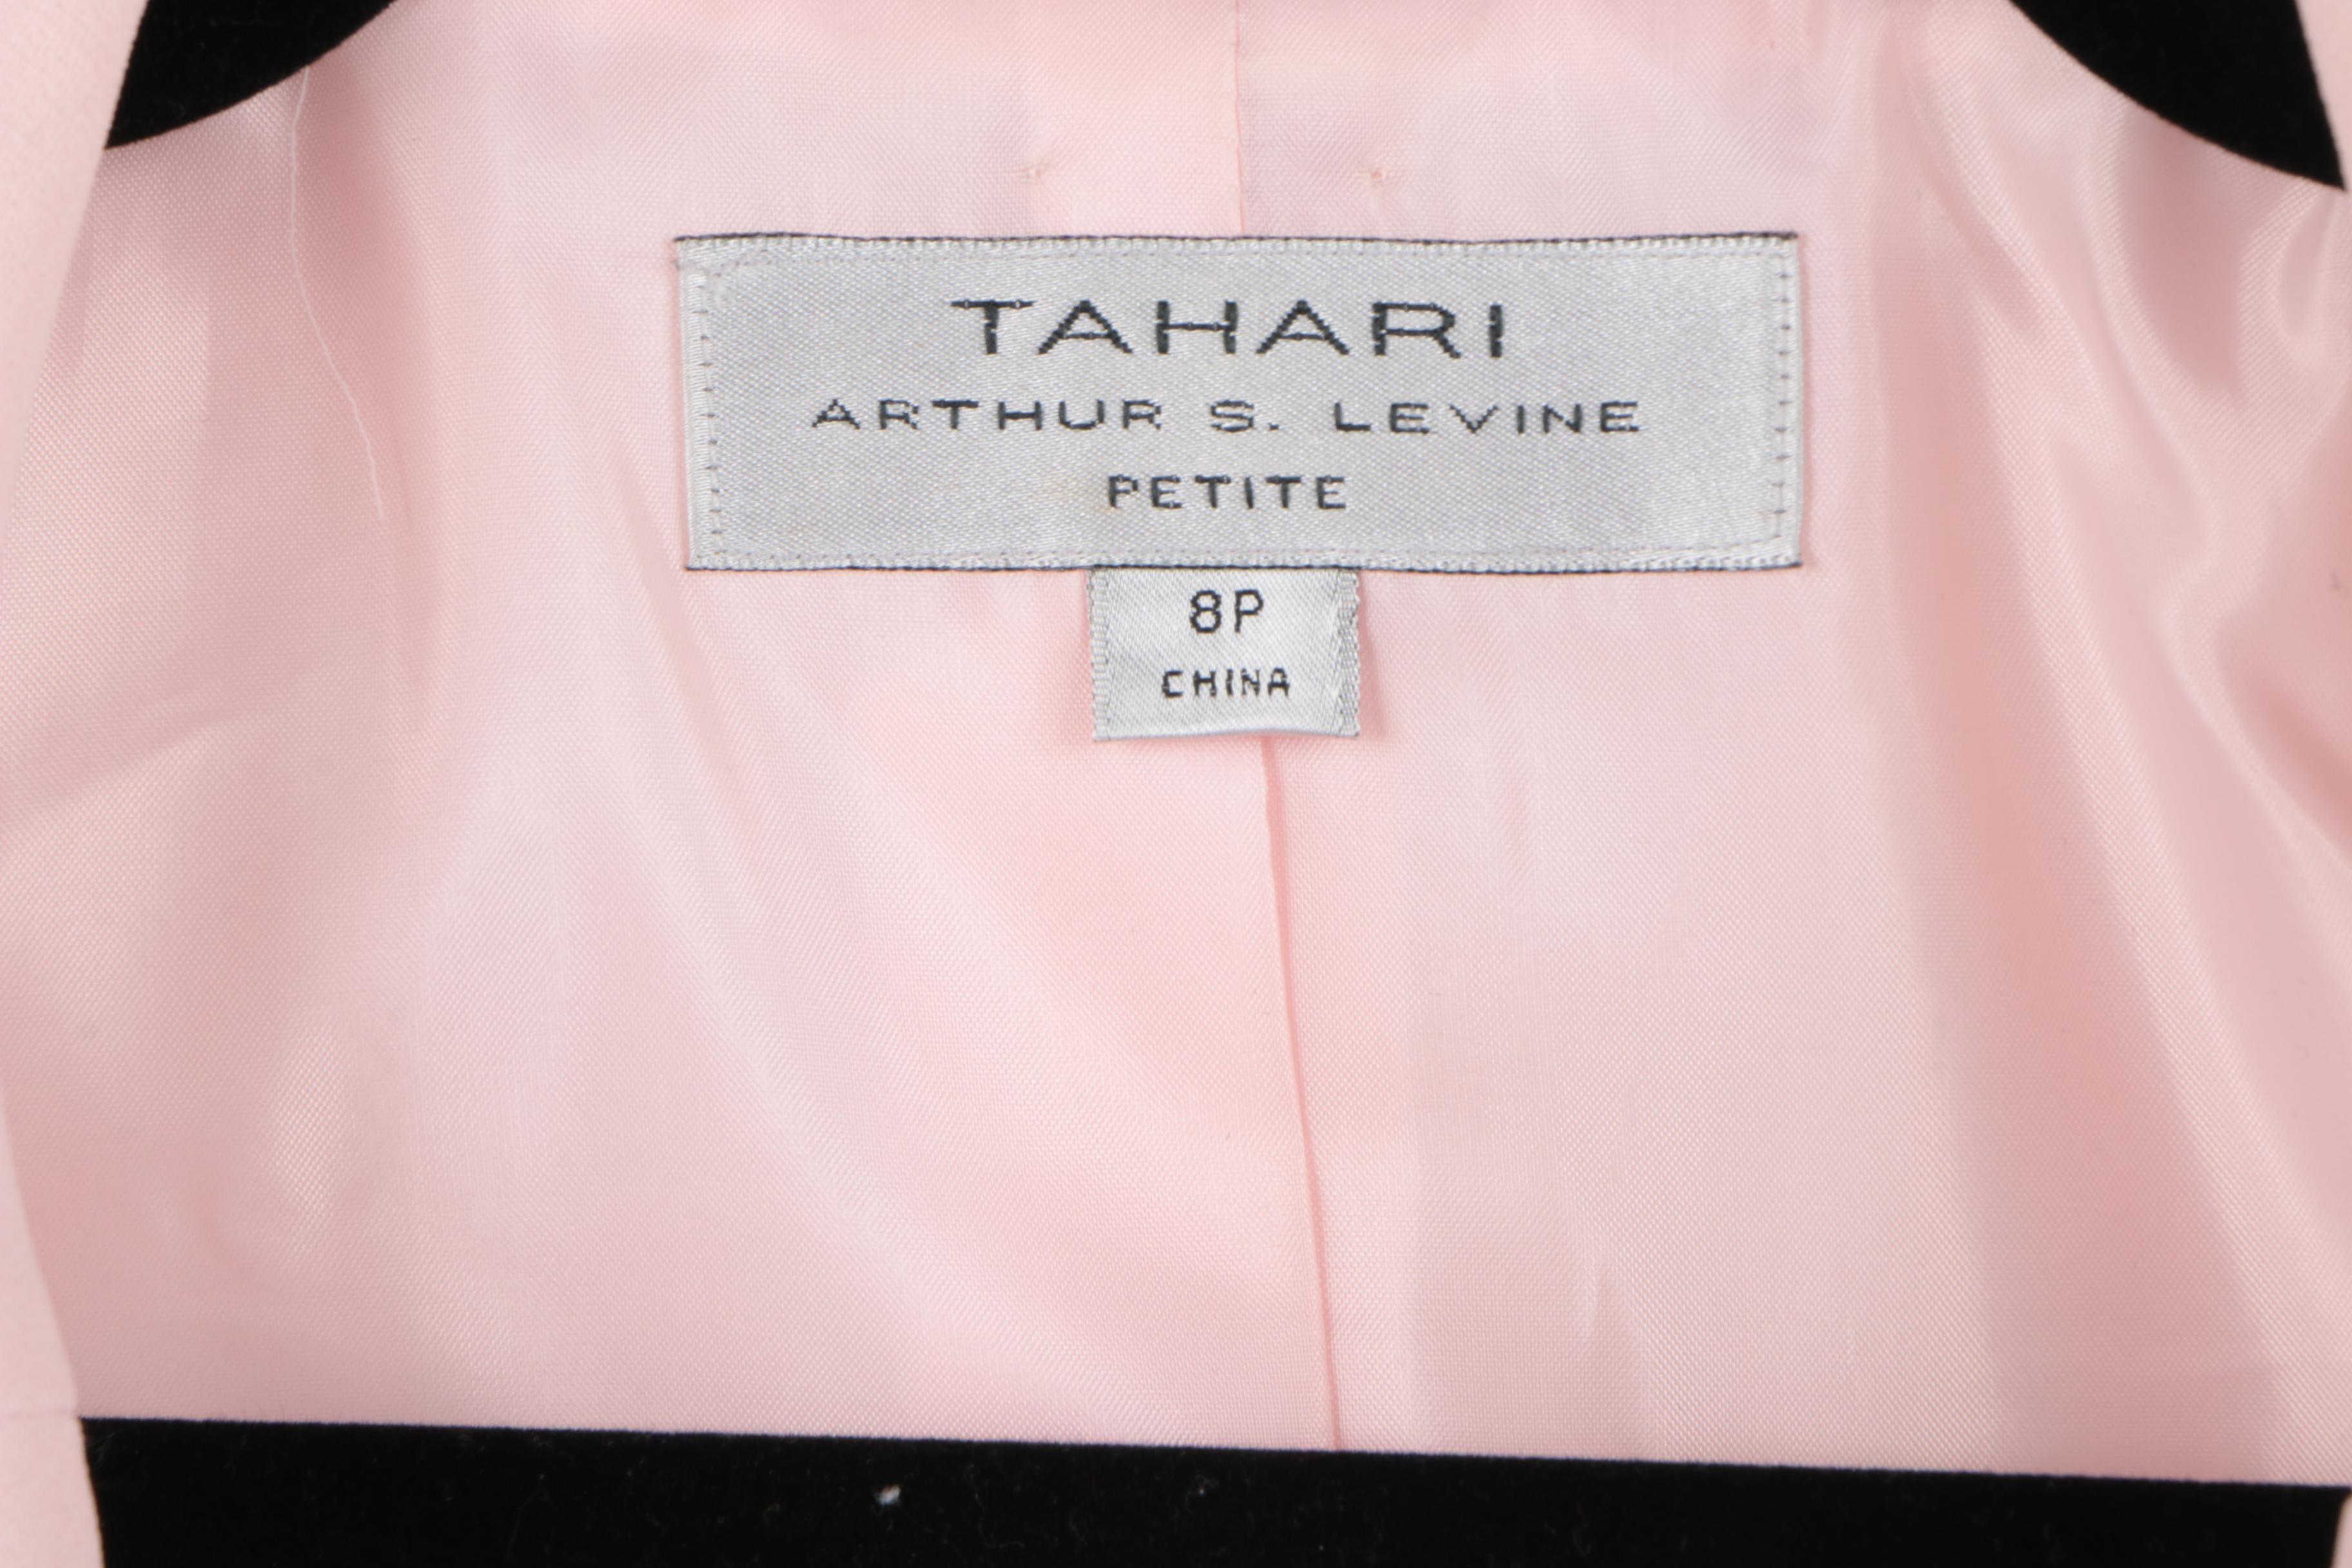 TAHARI
ARTHUR S. LEVINE
PETITE
8P
CHINA